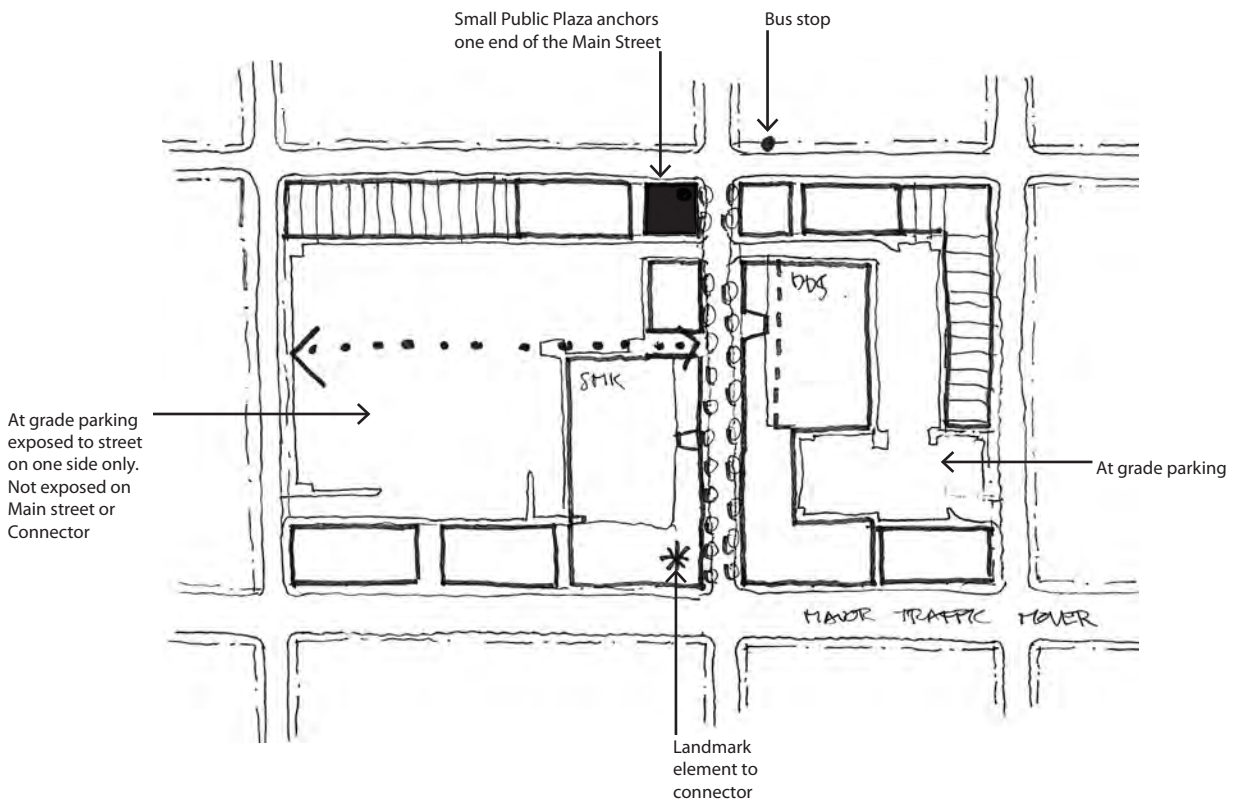 Small Public Plaza anchors
one end of the Main Street
Bus stop
DDS
SMK
At grade parking
exposed to street
on one side only.
Not exposed on
Main street or
Connector
At grade parking
MAJOR TRAFFIC MOVER
Landmark
element to
connector